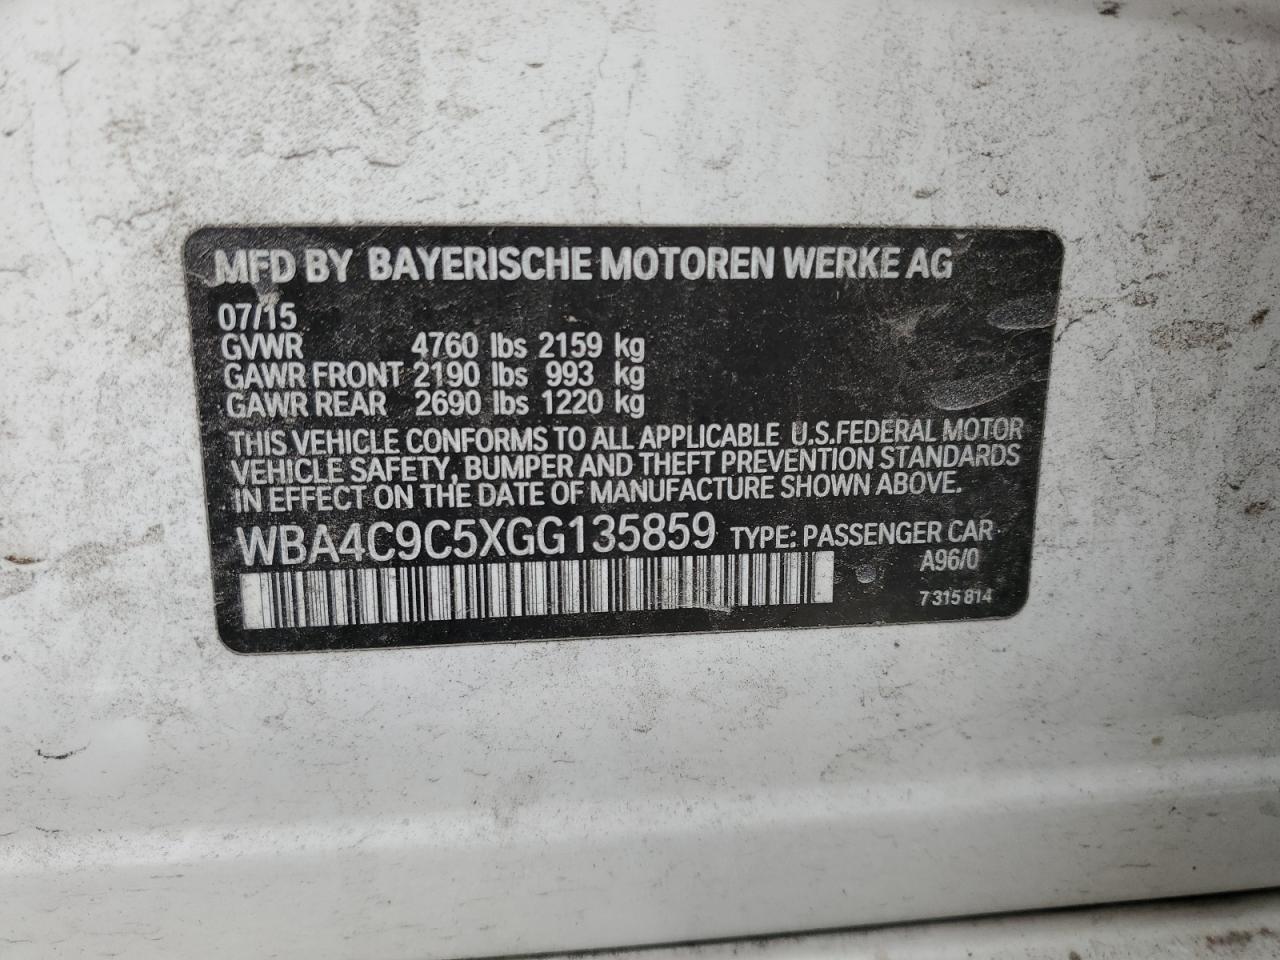 MFD BY BAYERISCHE MOTOREN WERKE AG
07/15
GVWR 4760 lbs 2159 kg
GAWR FRONT 2190 lbs 993 kg
GAWR REAR 2690 lbs 1220 kg
THIS VEHICLE CONFORMS TO ALL APPLICABLE U.S.FEDERAL MOTOR
VEHICLE SAFETY, BUMPER AND THEFT PREVENTION STANDARDS
IN EFFECT ON THE DATE OF MANUFACTURE SHOWN ABOVE.
WBA4C9C5XGG135859 TYPE: PASSENGER CAR
A96/0
7 315 814